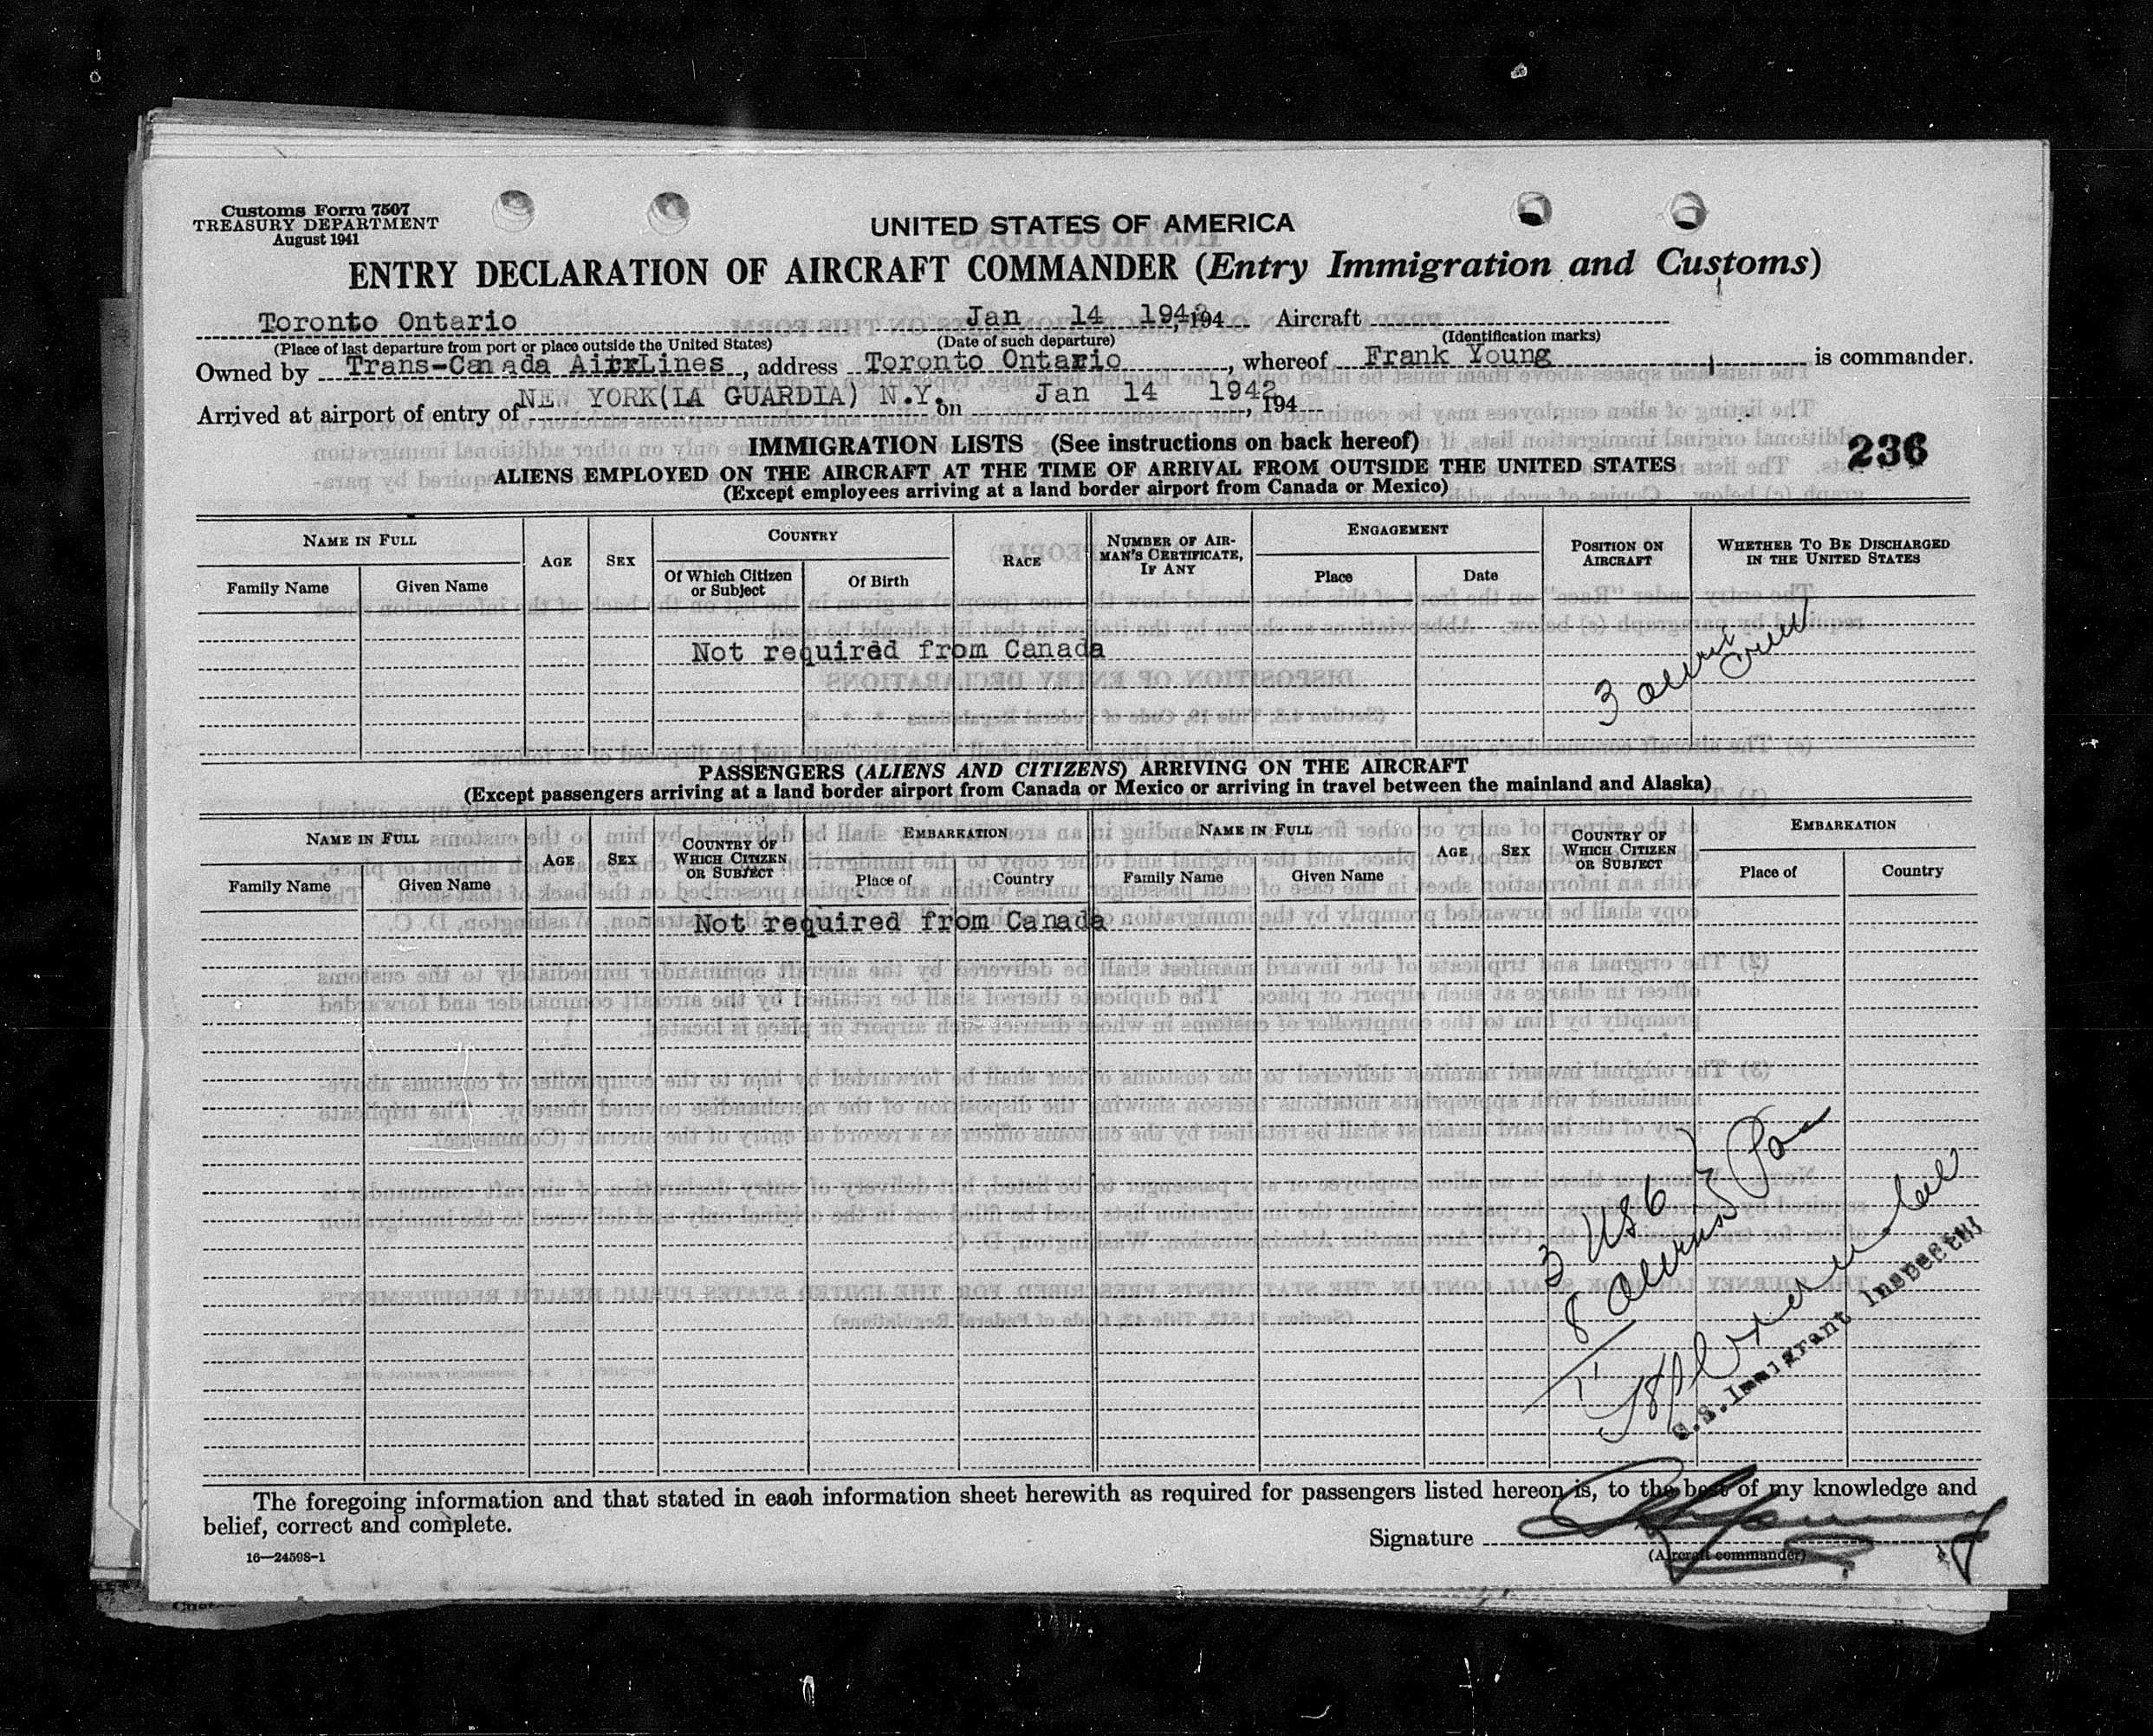 Customs Form 7507
TREASURY DEPARTMENT
August 1941
UNITED STATES OF AMERICA
ENTRY DECLARATION OF AIRCRAFT COMMANDER (Entry Immigration and Customs)
Toronto Ontario Jan 14 1942, 194 Aircraft
(Place of last departure from port or place outside the United States) (Date of such departure) (Identification marks)
Owned by Trans-Canada AirLines, address Toronto Ontario, whereof Frank Young is commander.
Arrived at airport of entry of NEW YORK(LA GUARDIA) N.Y. on Jan 14 1942, 194
IMMIGRATION LISTS (See instructions on back hereof)
236
ALIENS EMPLOYED ON THE AIRCRAFT AT THE TIME OF ARRIVAL FROM OUTSIDE THE UNITED STATES
(Except employees arriving at a land border airport from Canada or Mexico)
NAME IN FULL AGE SEX COUNTRY RACE NUMBER OF AIRMAN'S CERTIFICATE, IF ANY ENGAGEMENT POSITION ON AIRCRAFT WHETHER TO BE DISCHARGED IN THE UNITED STATES
Family Name Given Name Of Which Citizen or Subject Of Birth Place Date
Not required from Canada
3 aliens
Crew
PASSENGERS (ALIENS AND CITIZENS) ARRIVING ON THE AIRCRAFT
(Except passengers arriving at a land border airport from Canada or Mexico or arriving in travel between the mainland and Alaska)
NAME IN FULL AGE SEX COUNTRY OF WHICH CITIZEN OR SUBJECT EMBARKATION NAME IN FULL AGE SEX COUNTRY OF WHICH CITIZEN OR SUBJECT EMBARKATION
Family Name Given Name Place of Country Family Name Given Name Place of Country
Not required from Canada
3 USC
8 aliens
11
U.S. Immigrant Inspector
The foregoing information and that stated in each information sheet herewith as required for passengers listed hereon is, to the best of my knowledge and
belief, correct and complete.
Signature
(Aircraft commander)
16—24598-1